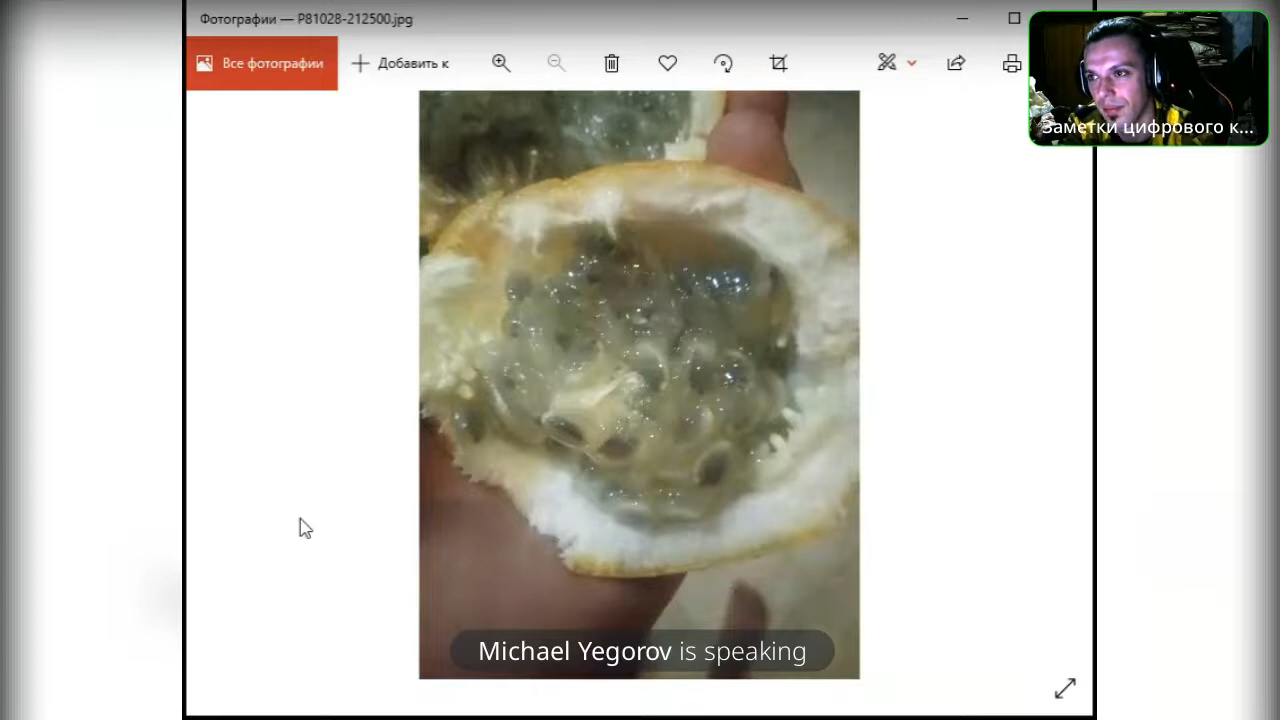 Фотографии — P81028-212500.jpg
Все фотографии
Добавить к
Заметки цифрового к...
Michael Yegorov is speaking